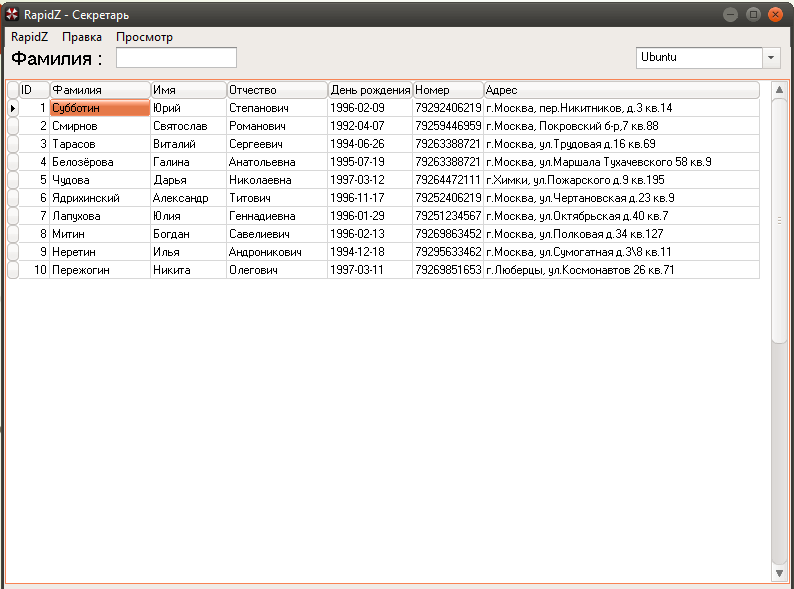 RapidZ - Секретарь
RapidZ Правка Просмотр
Фамилия : Ubuntu
ID Фамилия Имя Отчество День рождения Номер Адрес
1 Субботин Юрий Степанович 1996-02-09 79292406219 г.Москва, пер.Никитников, д.3 кв.14
2 Смирнов Святослав Романович 1992-04-07 79259446959 г.Москва, Покровский б-р,7 кв.88
3 Тарасов Виталий Сергеевич 1994-06-26 79263388721 г.Москва, ул.Трудовая д.16 кв.69
4 Белозёрова Галина Анатольевна 1995-07-19 79263388721 г.Москва, ул.Маршала Тухачевского 58 кв.9
5 Чудова Дарья Николаевна 1997-03-12 79264472111 г.Химки, ул.Пожарского д.9 кв.195
6 Ядрихинский Александр Титович 1996-11-17 79252406219 г.Москва, ул.Чертановская д.23 кв.9
7 Лапухова Юлия Геннадиевна 1996-01-29 79251234567 г.Москва, ул.Октябрьская д.40 кв.7
8 Митин Богдан Савелиевич 1996-02-13 79269863452 г.Москва, ул.Полковая д.34 кв.127
9 Неретин Илья Андроникович 1994-12-18 79295633462 г.Москва, ул.Сумогатная д.3\8 кв.11
10 Пережогин Никита Олегович 1997-03-11 79269851653 г.Люберцы, ул.Космонавтов 26 кв.71